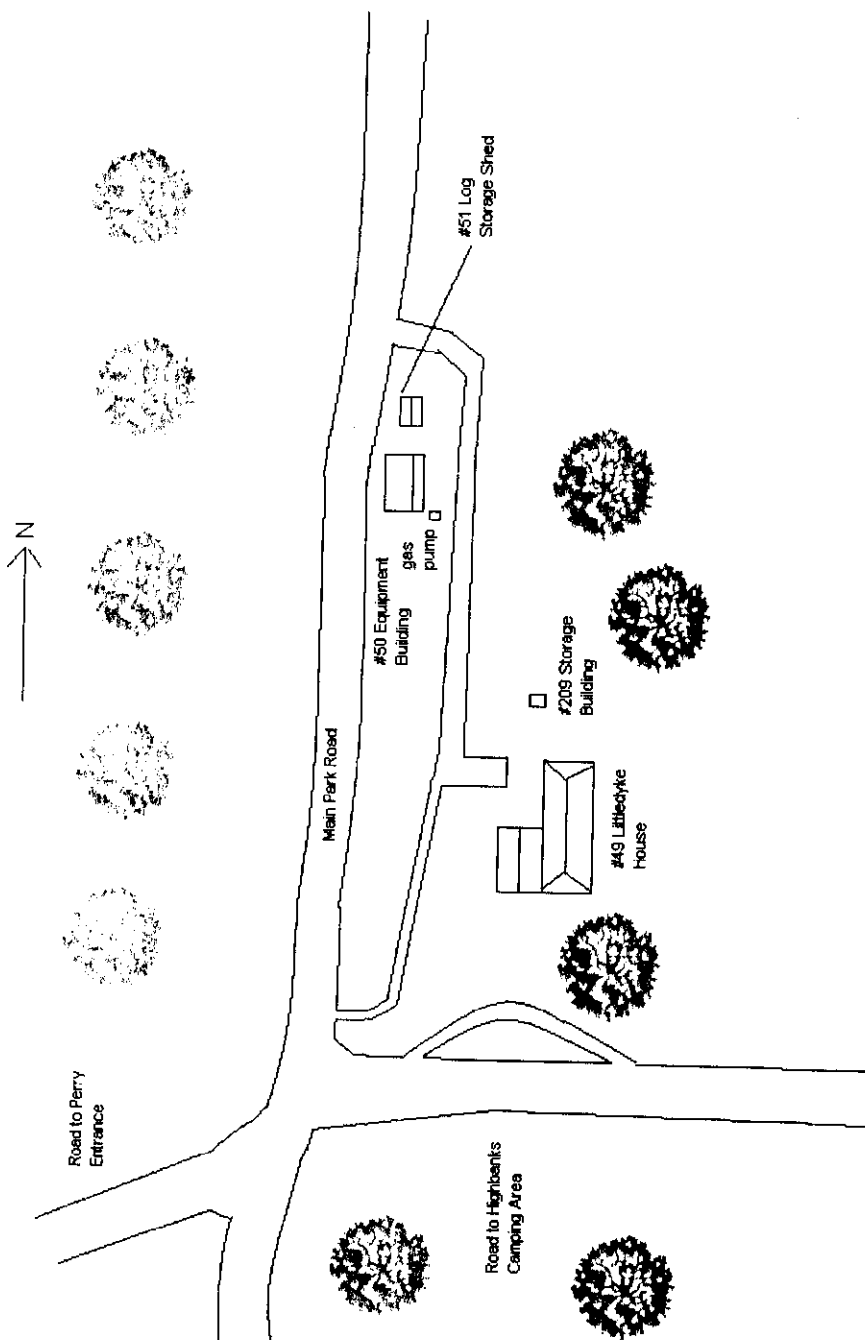 N
#51 Log
Storage Shed
#50 Equipment
Building
gas
pump
Main Park Road
#209 Storage
Building
#49 Littledyke
House
Road to Perry
Entrance
Road to Highbanks
Camping Area